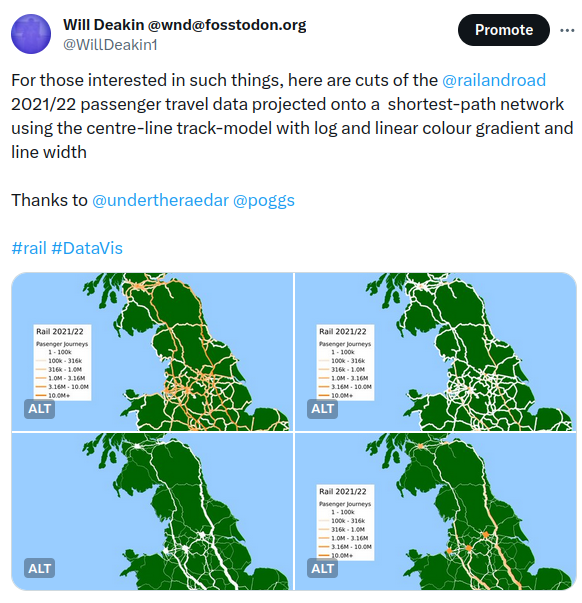 Will Deakin @wnd@fosstodon.org
@WillDeakin1
Promote
For those interested in such things, here are cuts of the @railandroad
2021/22 passenger travel data projected onto a shortest-path network
using the centre-line track-model with log and linear colour gradient and
line width
Thanks to @undertheraedar @poggs
#rail #DataVis
Rail 2021/22
Pasenger Journeys
1 - 100k
100k - 316k
316k - 1.0M
1.0M - 3.16M
3.16M - 10.0M
10.0M+
ALT
Rail 2021/22
Pasenger Journeys
1 - 100k
100k - 316k
316k - 1.0M
1.0M - 3.16M
3.16M - 10.0M
10.0M+
ALT
ALT
Rail 2021/22
Pasenger Journeys
1 - 100k
100k - 316k
316k - 1.0M
1.0M - 3.16M
3.16M - 10.0M
10.0M+
ALT